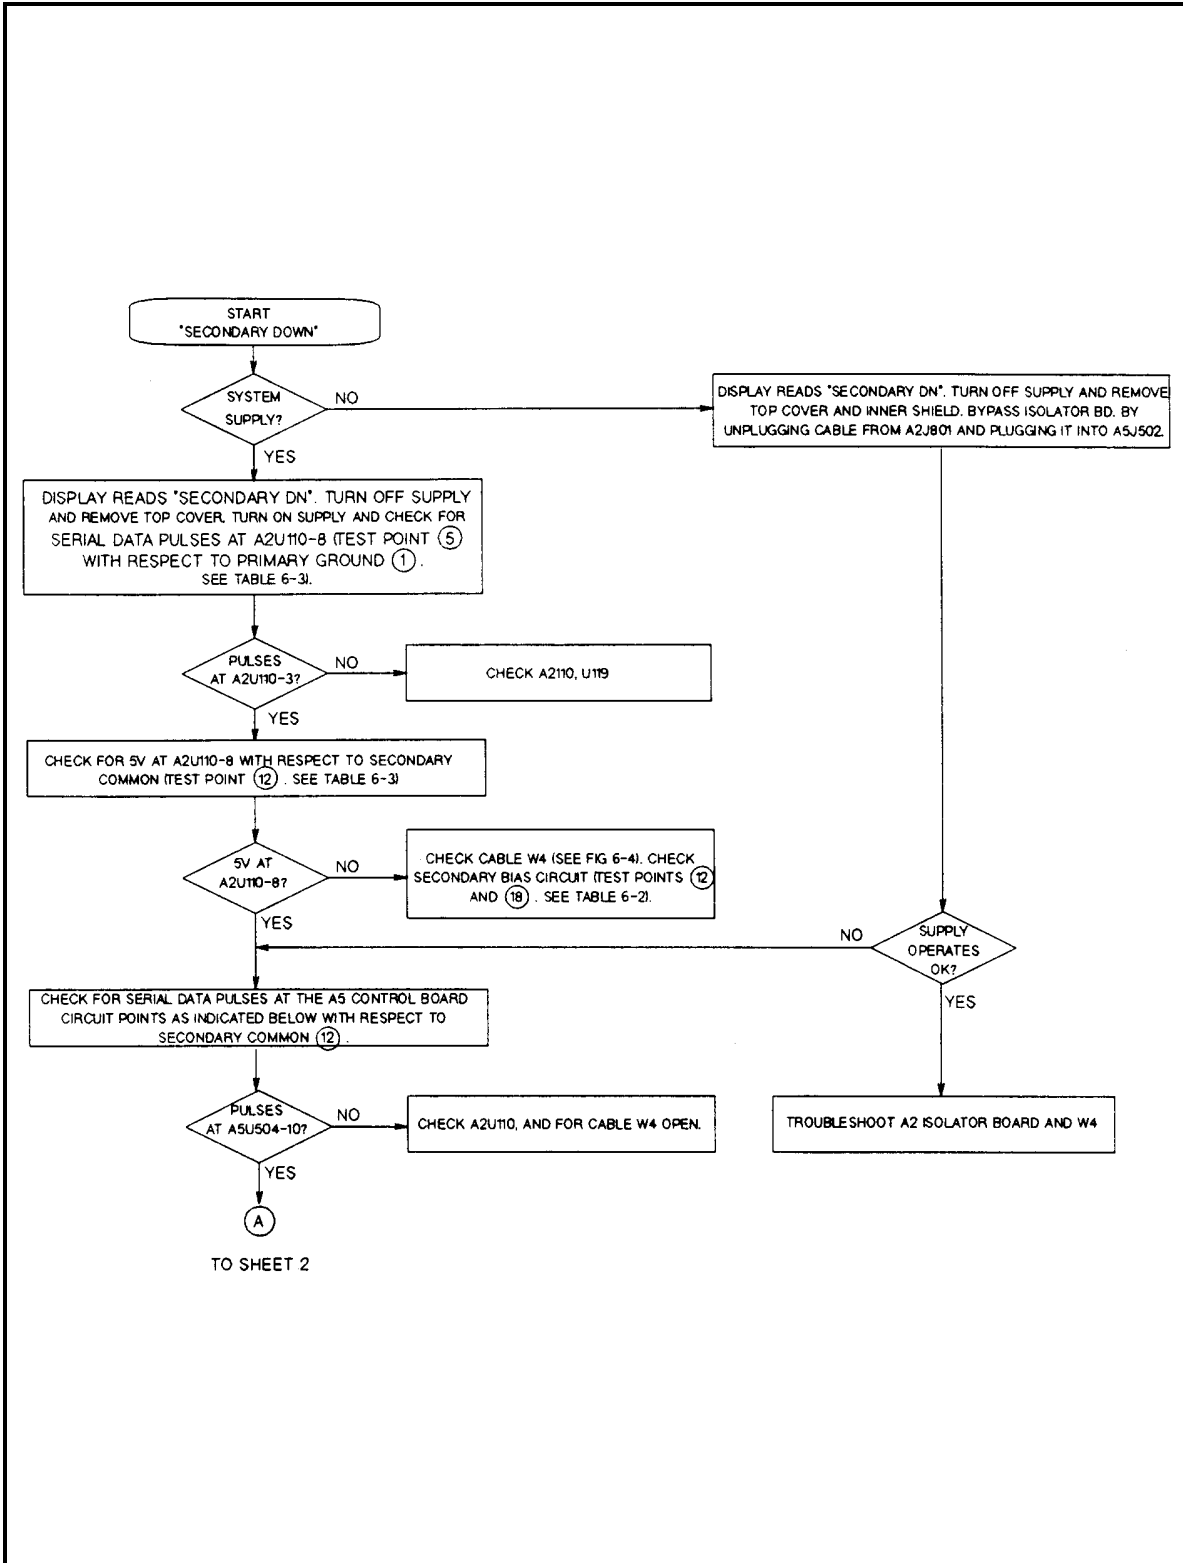 START
"SECONDARY DOWN"
SYSTEM
SUPPLY?
NO
YES
DISPLAY READS "SECONDARY DN". TURN OFF SUPPLY AND REMOVE
TOP COVER AND INNER SHIELD. BYPASS ISOLATOR BD. BY
UNPLUGGING CABLE FROM A2J801 AND PLUGGING IT INTO A5J502.
DISPLAY READS "SECONDARY DN". TURN OFF SUPPLY
AND REMOVE TOP COVER. TURN ON SUPPLY AND CHECK FOR
SERIAL DATA PULSES AT A2U110-8 (TEST POINT 5
WITH RESPECT TO PRIMARY GROUND 1 .
SEE TABLE 6-3).
PULSES
AT A2U110-3?
NO
YES
CHECK A2110, U119
CHECK FOR 5V AT A2U110-8 WITH RESPECT TO SECONDARY
COMMON (TEST POINT 12 . SEE TABLE 6-3)
5V AT
A2U110-8?
NO
YES
CHECK CABLE W4 (SEE FIG 6-4). CHECK
SECONDARY BIAS CIRCUIT (TEST POINTS 12
AND 18 . SEE TABLE 6-2).
SUPPLY
OPERATES
OK?
NO
YES
CHECK FOR SERIAL DATA PULSES AT THE A5 CONTROL BOARD
CIRCUIT POINTS AS INDICATED BELOW WITH RESPECT TO
SECONDARY COMMON 12 .
PULSES
AT A5U504-10?
NO
YES
CHECK A2U110, AND FOR CABLE W4 OPEN.
TROUBLESHOOT A2 ISOLATOR BOARD AND W4
A
TO SHEET 2